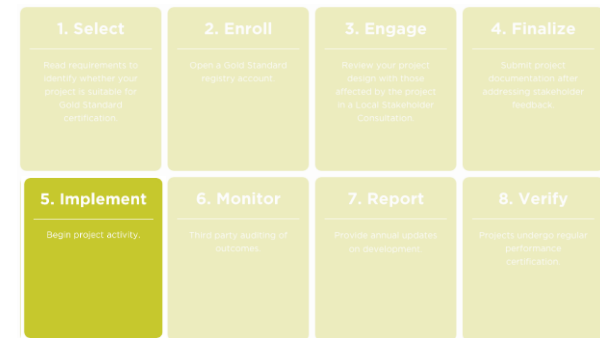 1. Select
Read requirements to
identify whether your
project is suitable for
Gold Standard
certification.
2. Enroll
Open a Gold Standard
registry account.
3. Engage
Review your project
design with those
affected by the project
in a Local Stakeholder
Consultation.
4. Finalize
Submit project
documentation after
addressing stakeholder
feedback.
5. Implement
Begin project activity.
6. Monitor
Third party auditing of
outcomes.
7. Report
Provide annual updates
on development.
8. Verify
Projects undergo regular
performance
certification.